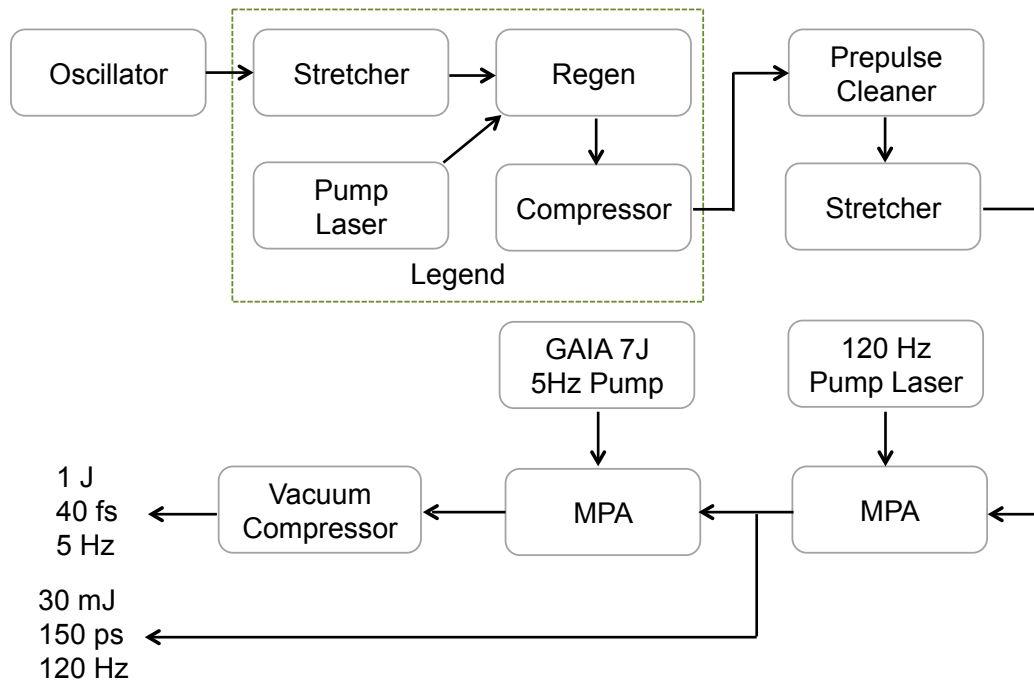 Oscillator
Stretcher
Regen
Prepulse
Cleaner
Pump
Laser
Compressor
Stretcher
Legend
GAIA 7J
5Hz Pump
120 Hz
Pump Laser
1 J
40 fs
5 Hz
Vacuum
Compressor
MPA
MPA
30 mJ
150 ps
120 Hz